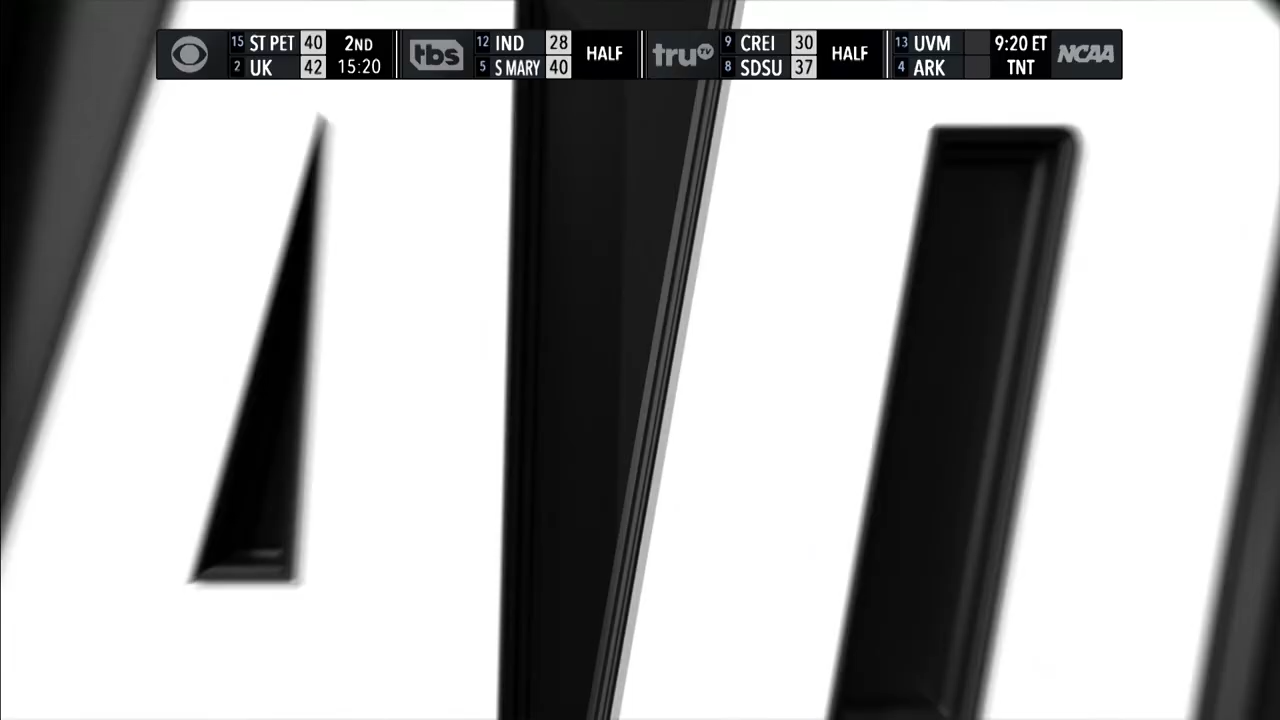 15 ST PET 40 2ND
2 UK 42 15:20
tbs
12 IND 28 HALF
5 S MARY 40
truTV
9 CREI 30 HALF
8 SDSU 37
13 UVM 9:20 ET
4 ARK TNT
NCAA